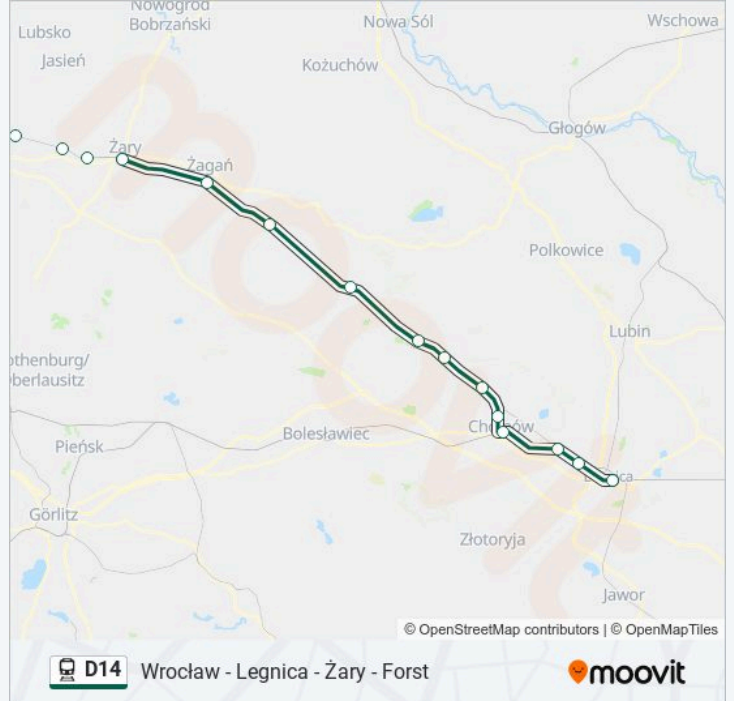 Nowogród
Bobrzański
Nowa Sól
Wschowa
Lubsko
Jasień
Kożuchów
Głogów
Żary
Żagań
Polkowice
Lubin
othenburg/
berlausitz
Bolesławiec
Pieńsk
Görlitz
Złotoryja
Jawor
© OpenStreetMap contributors | © OpenMapTiles
D14 Wrocław - Legnica - Żary - Forst
moovit